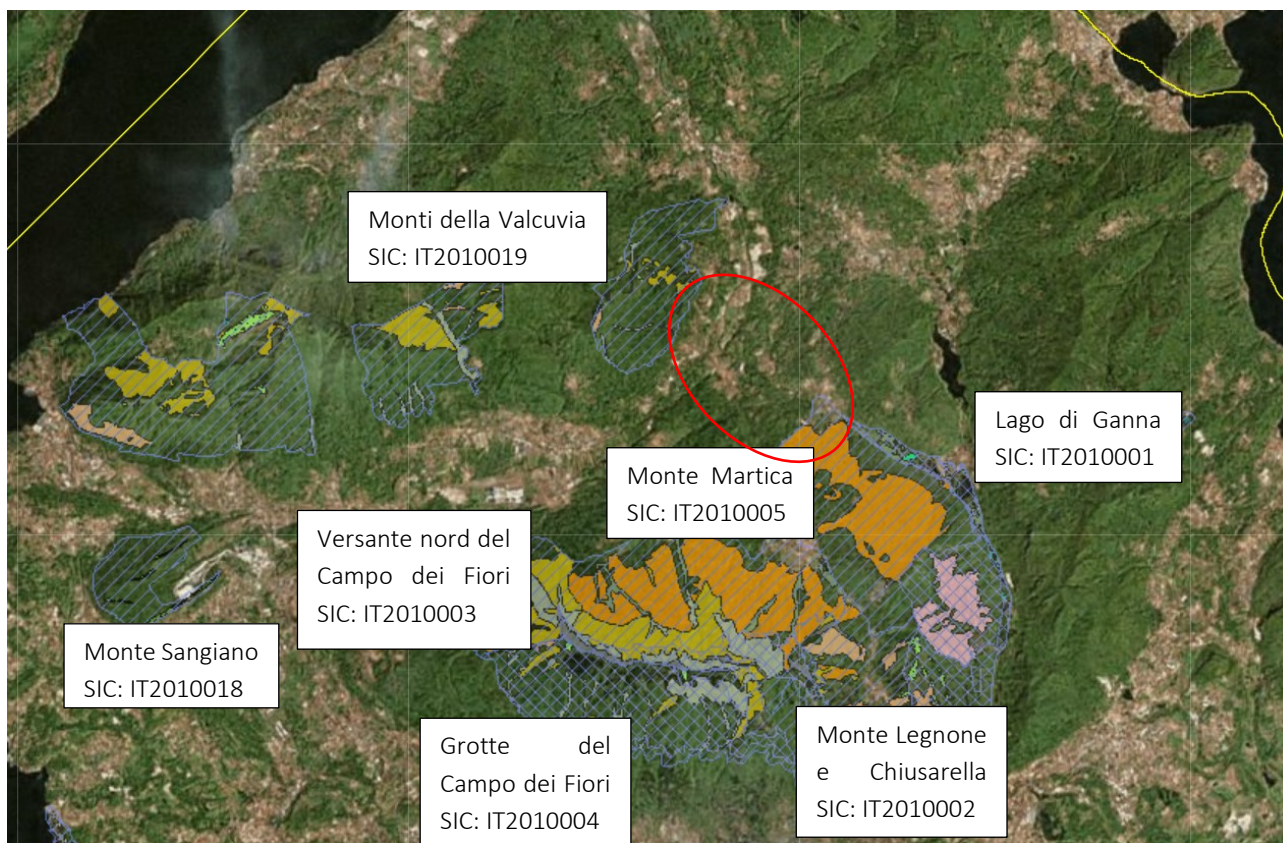 Monti della Valcuvia
SIC: IT2010019
Lago di Ganna
SIC: IT2010001
Monte Martica
SIC: IT2010005
Versante nord del
Campo dei Fiori
SIC: IT2010003
Monte Sangiano
SIC: IT2010018
Grotte del
Campo dei Fiori
SIC: IT2010004
Monte Legnone
e Chiusarella
SIC: IT2010002